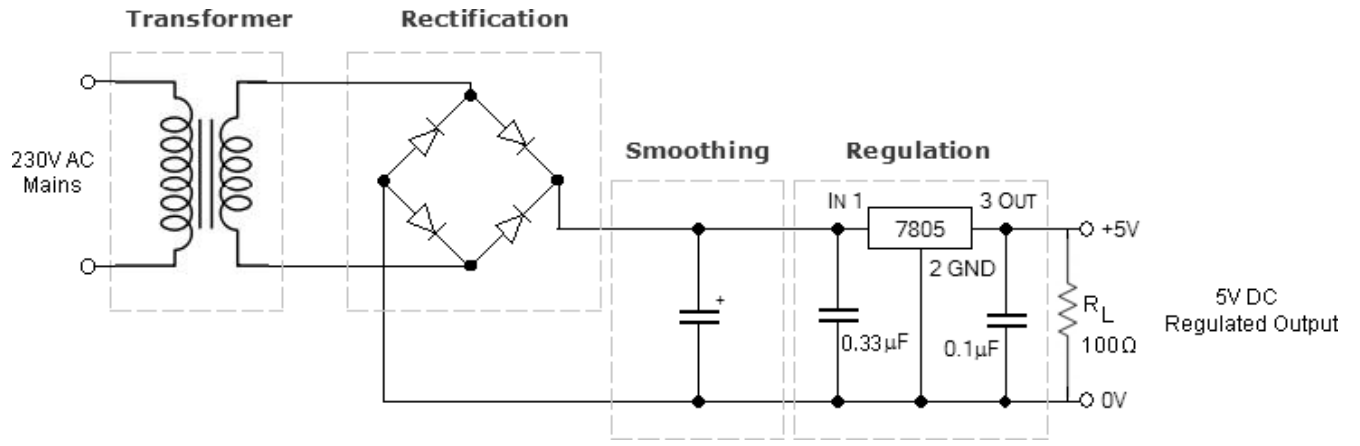 Transformer
Rectification
Smoothing
Regulation
230V AC
Mains
IN 1
7805
3 OUT
2 GND
+5V
+
0.33μF
0.1μF
RL
100Ω
5V DC
Regulated Output
0V